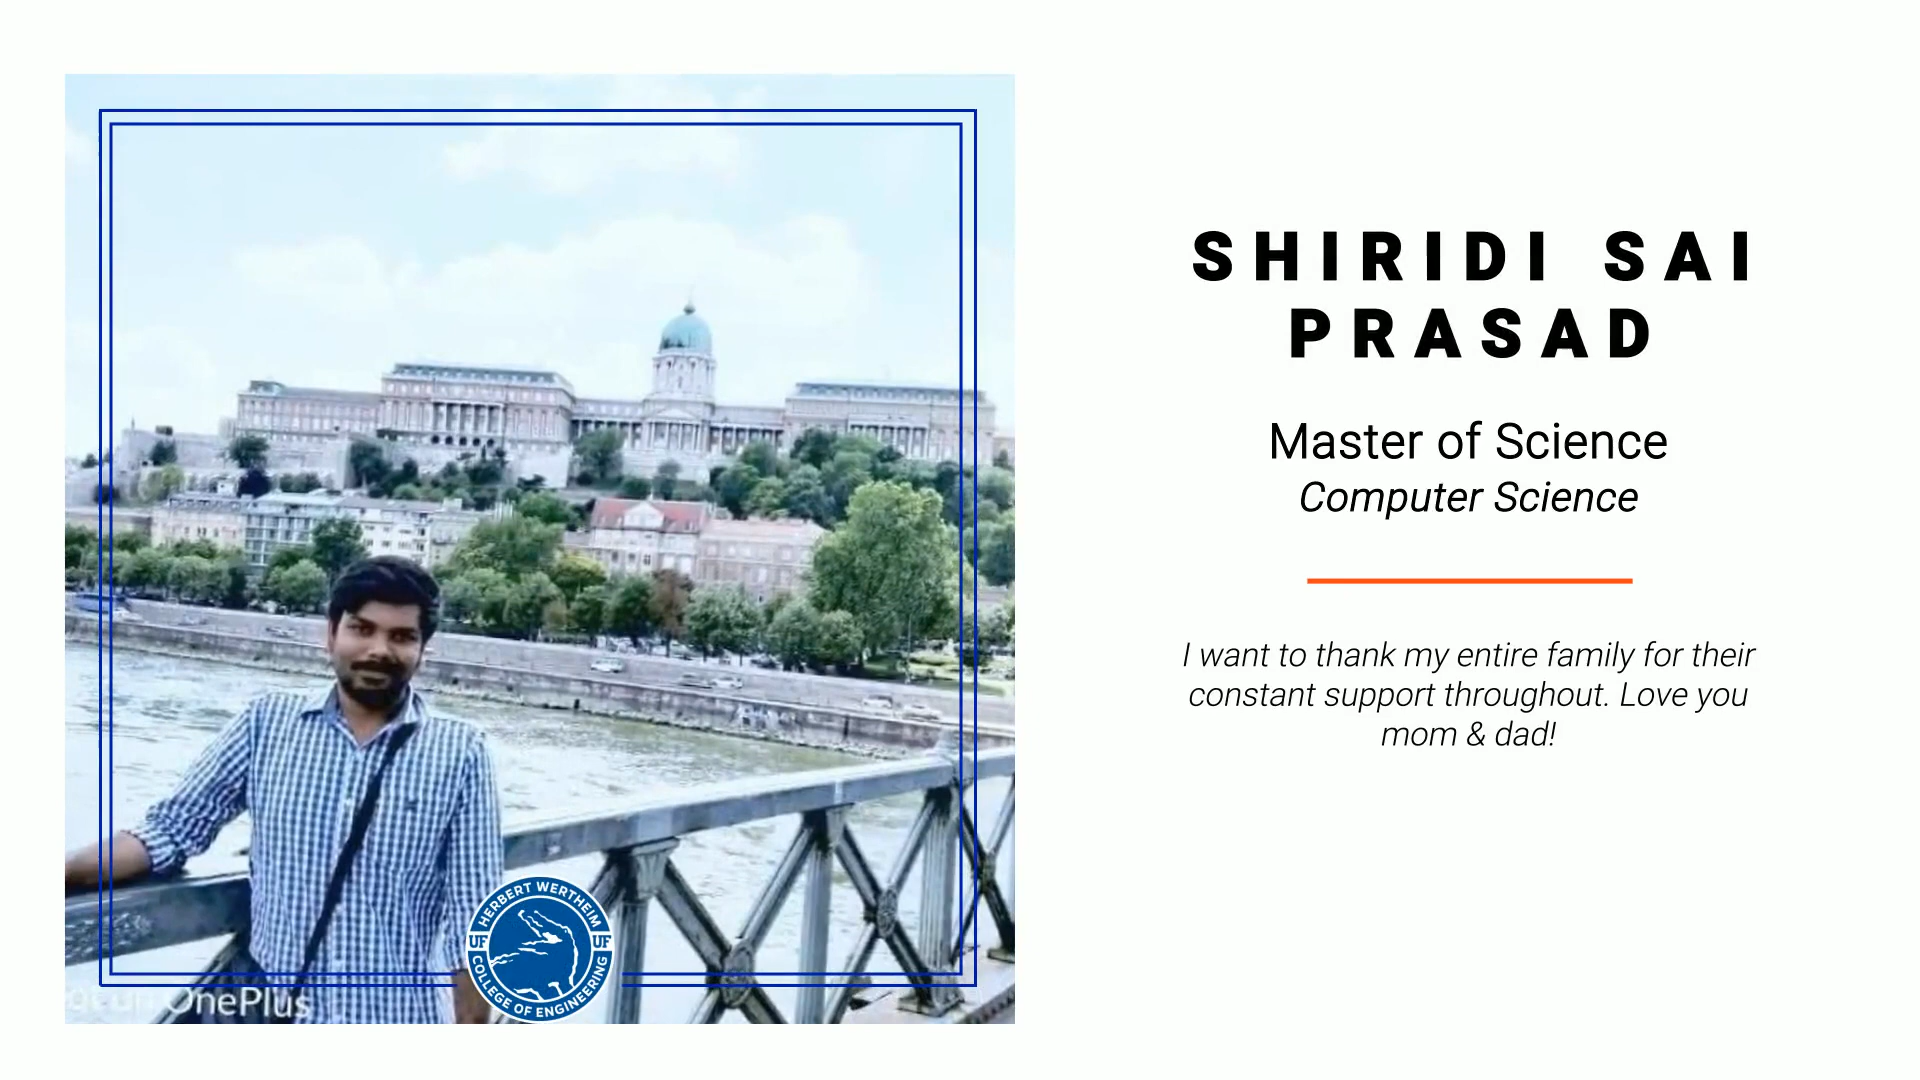 SHIRIDI SAI
PRASAD
Master of Science
Computer Science
I want to thank my entire family for their
constant support throughout. Love you
mom & dad!
HERBERT WERTHEIM
UF UF
COLLEGE OF ENGINEERING
OnePlus